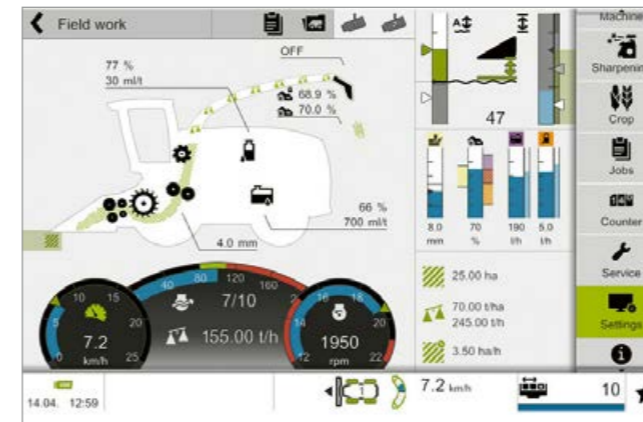 Field work
Machine
OFF
77 %
30 ml/t
68.9 %
70.0 %
A
47
Sharpening
Crop
Jobs
Counter
Service
Settings
66 %
700 ml/t
4.0 mm
8.0 70 190 5.0
mm % l/h l/h
25.00 ha
70.00 t/ha
245.00 t/h
3.50 ha/h
0 5 10 15 20 25
7.2
km/h
40 80 120 160
7/10
155.00 t/h
12 16 18 20 22
1950
rpm
14.04. 12:59
1
7.2 km/h
10